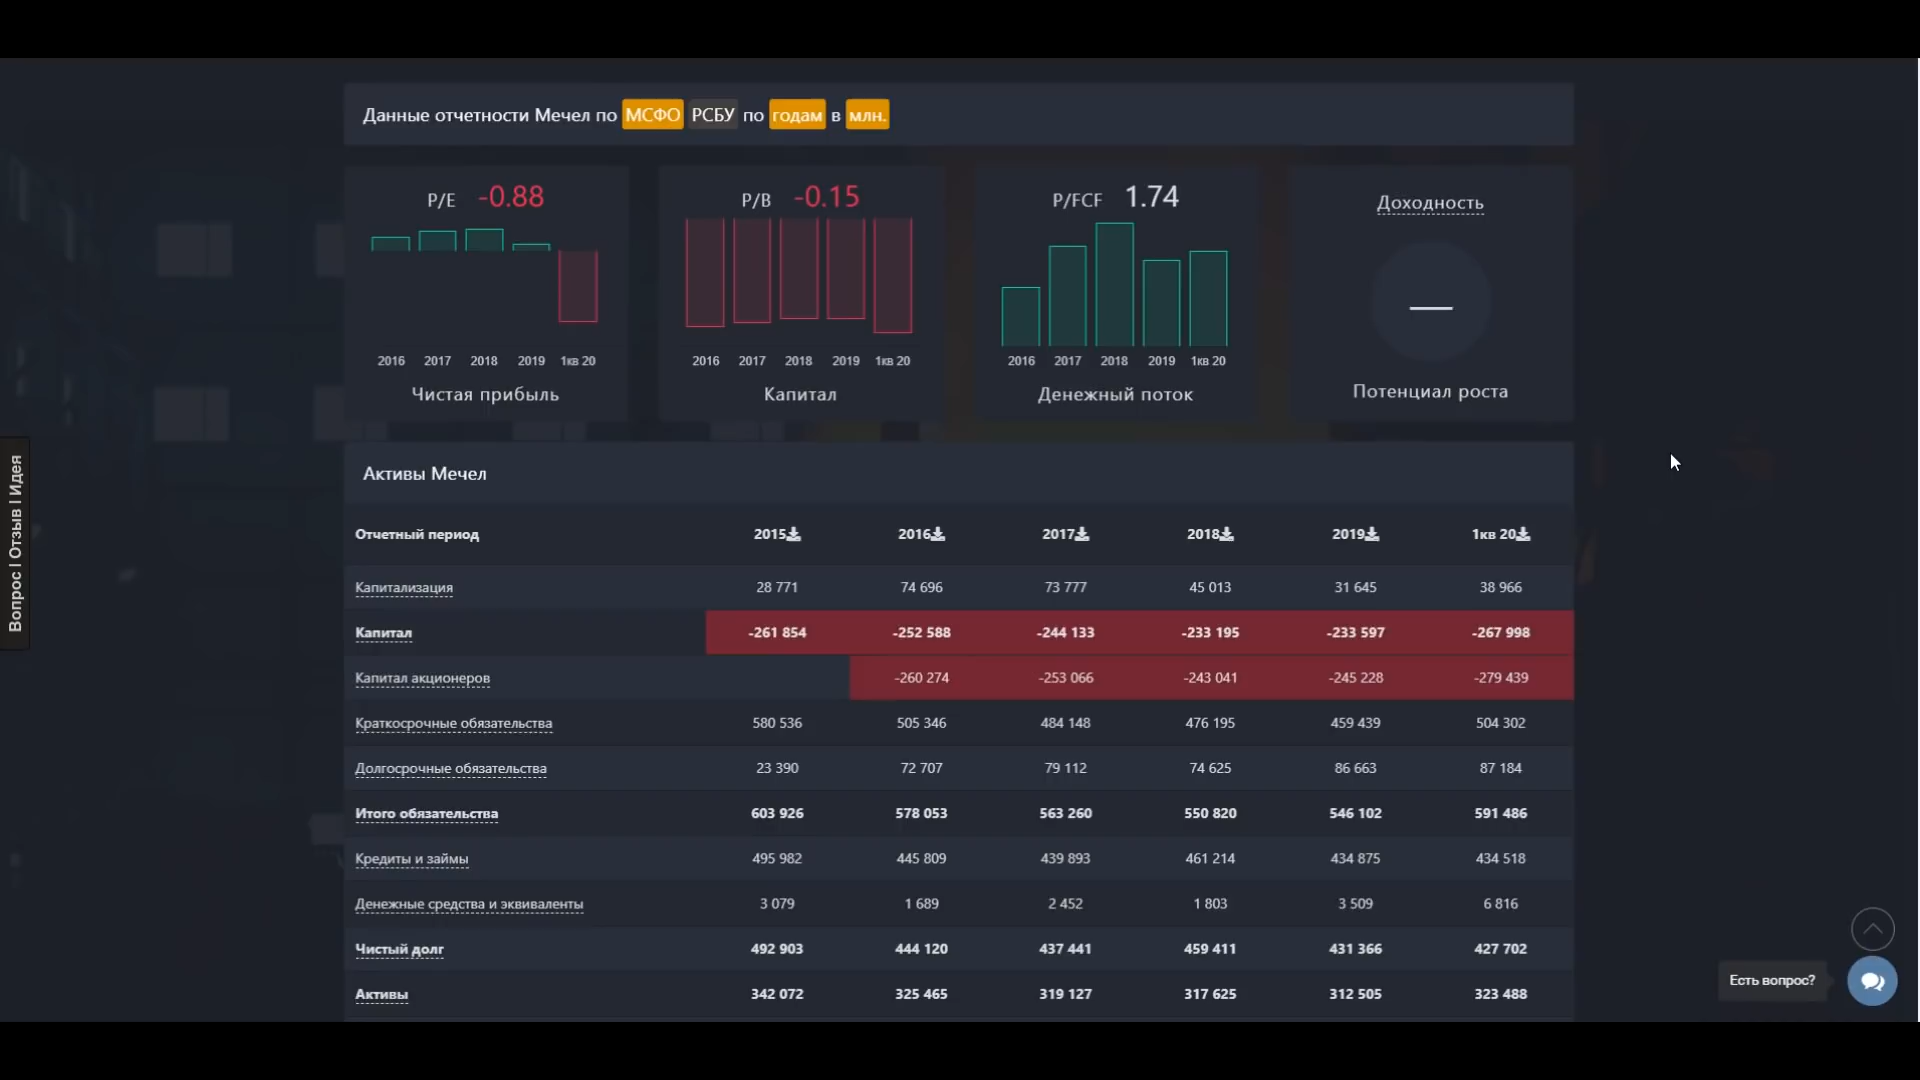 Данные отчетности Мечел по МСФО РСБУ по годам в млн.
P/E -0.88
2016 2017 2018 2019 1кв 20
Чистая прибыль
P/B -0.15
2016 2017 2018 2019 1кв 20
Капитал
P/FCF 1.74
2016 2017 2018 2019 1кв 20
Денежный поток
Доходность
—
Потенциал роста
Вопрос | Отзыв | Идея
Активы Мечел
Отчетный период 2015 2016 2017 2018 2019 1кв 20
Капитализация 28 771 74 696 73 777 45 013 31 645 38 966
Капитал -261 854 -252 588 -244 133 -233 195 -233 597 -267 998
Капитал акционеров -260 274 -253 066 -243 041 -245 228 -279 439
Краткосрочные обязательства 580 536 505 346 484 148 476 195 459 439 504 302
Долгосрочные обязательства 23 390 72 707 79 112 74 625 86 663 87 184
Итого обязательства 603 926 578 053 563 260 550 820 546 102 591 486
Кредиты и займы 495 982 445 809 439 893 461 214 434 875 434 518
Денежные средства и эквиваленты 3 079 1 689 2 452 1 803 3 509 6 816
Чистый долг 492 903 444 120 437 441 459 411 431 366 427 702
Активы 342 072 325 465 319 127 317 625 312 505 323 488
Есть вопрос?